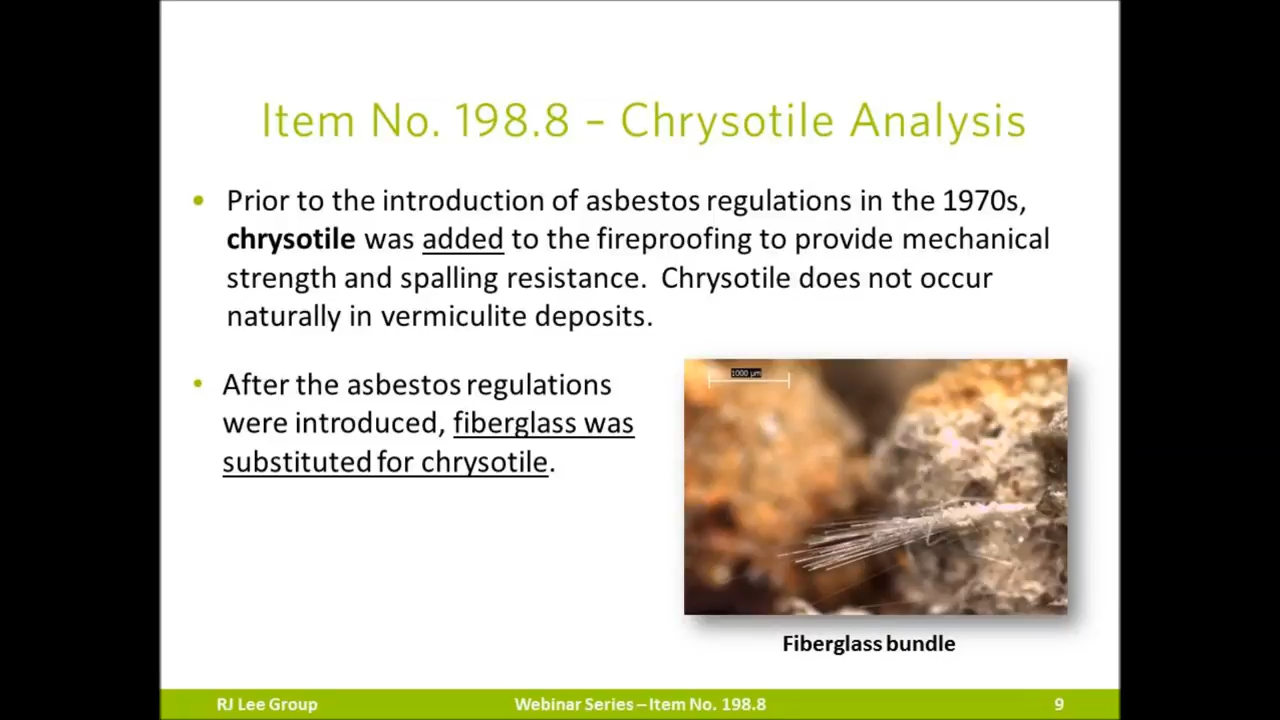 Item No. 198.8 – Chrysotile Analysis
• Prior to the introduction of asbestos regulations in the 1970s,
chrysotile was added to the fireproofing to provide mechanical
strength and spalling resistance. Chrysotile does not occur
naturally in vermiculite deposits.
• After the asbestos regulations
were introduced, fiberglass was
substituted for chrysotile.
1000 µm
Fiberglass bundle
RJ Lee Group Webinar Series – Item No. 198.8 9